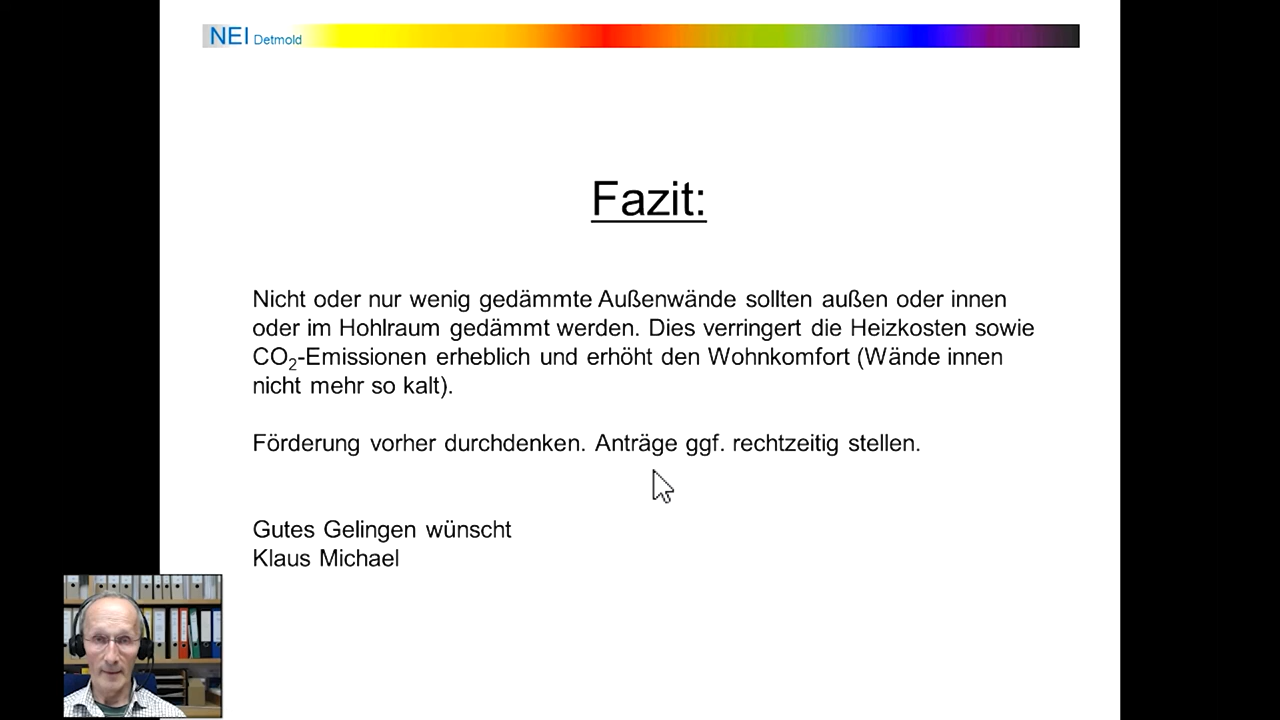 NEI Detmold
Fazit:
Nicht oder nur wenig gedämmte Außenwände sollten außen oder innen
oder im Hohlraum gedämmt werden. Dies verringert die Heizkosten sowie
CO₂-Emissionen erheblich und erhöht den Wohnkomfort (Wände innen
nicht mehr so kalt).
Förderung vorher durchdenken. Anträge ggf. rechtzeitig stellen.
Gutes Gelingen wünscht
Klaus Michael